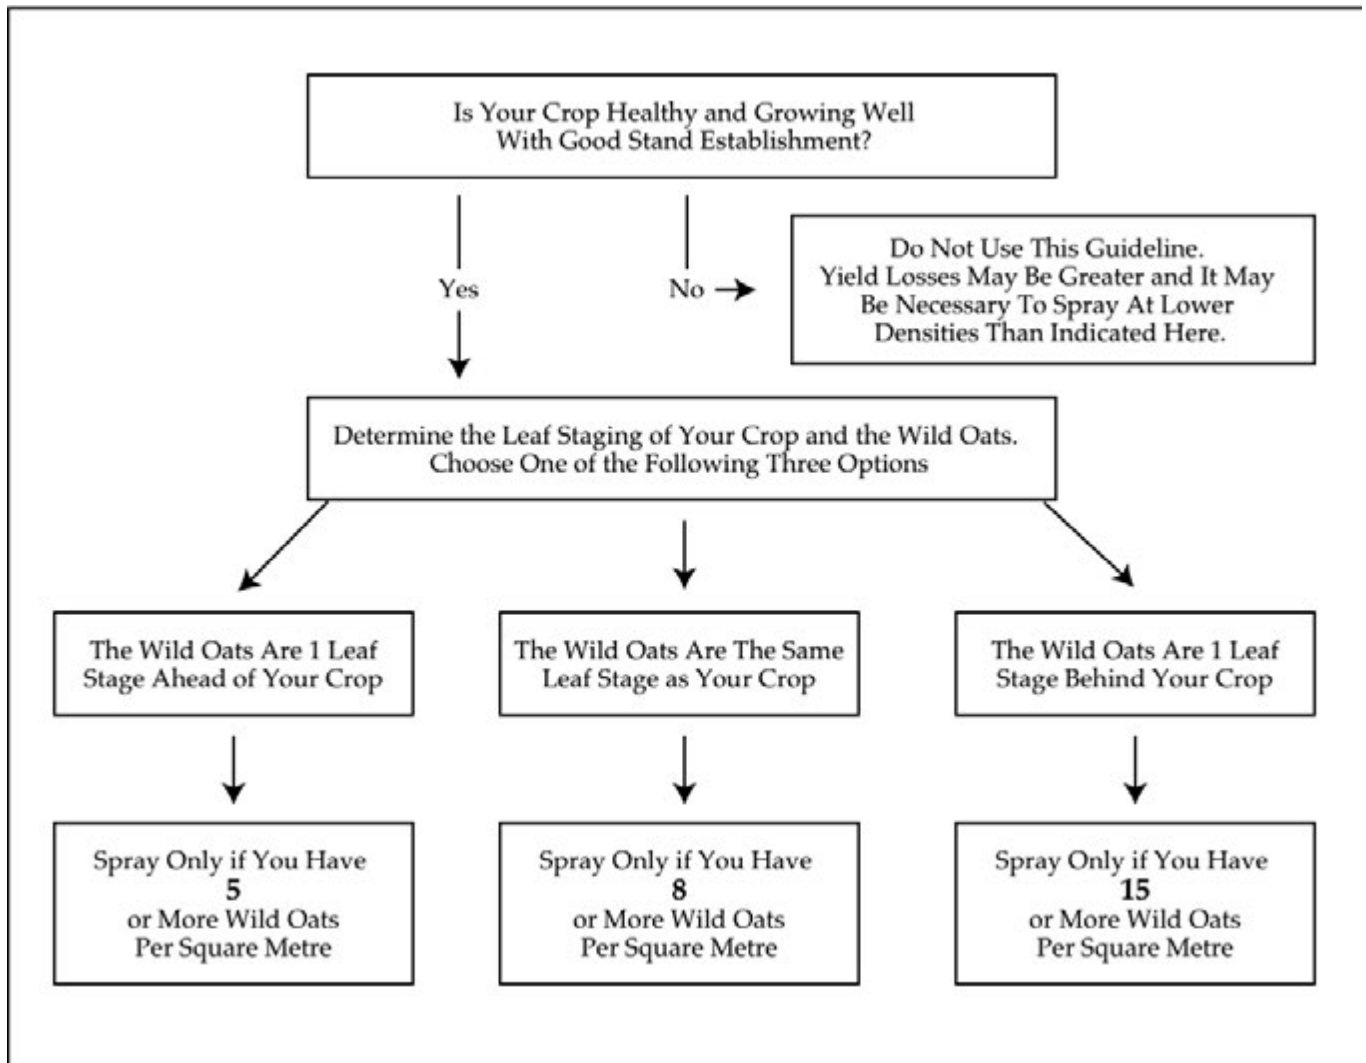 Is Your Crop Healthy and Growing Well
With Good Stand Establishment?
Yes
No
Do Not Use This Guideline.
Yield Losses May Be Greater and It May
Be Necessary To Spray At Lower
Densities Than Indicated Here.
Determine the Leaf Staging of Your Crop and the Wild Oats.
Choose One of the Following Three Options
The Wild Oats Are 1 Leaf
Stage Ahead of Your Crop
The Wild Oats Are The Same
Leaf Stage as Your Crop
The Wild Oats Are 1 Leaf
Stage Behind Your Crop
Spray Only if You Have
5
or More Wild Oats
Per Square Metre
Spray Only if You Have
8
or More Wild Oats
Per Square Metre
Spray Only if You Have
15
or More Wild Oats
Per Square Metre